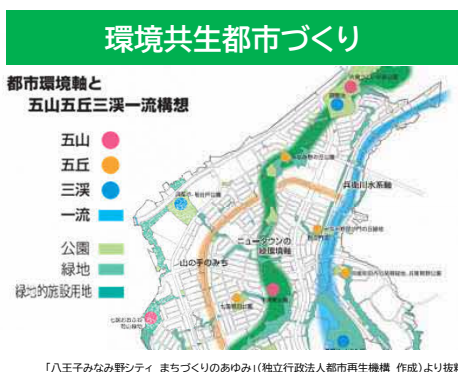 環境共生都市づくり
都市環境軸と
五山五丘三渓一流構想
五山
五丘
三渓
一流
公園
緑地
緑地的施設用地
兵衛川水系軸
ニュータウンの
緑環境軸
山の手のみち
「八王子みなみ野シティ まちづくりのあゆみ」(独立行政法人都市再生機構 作成)より抜粋